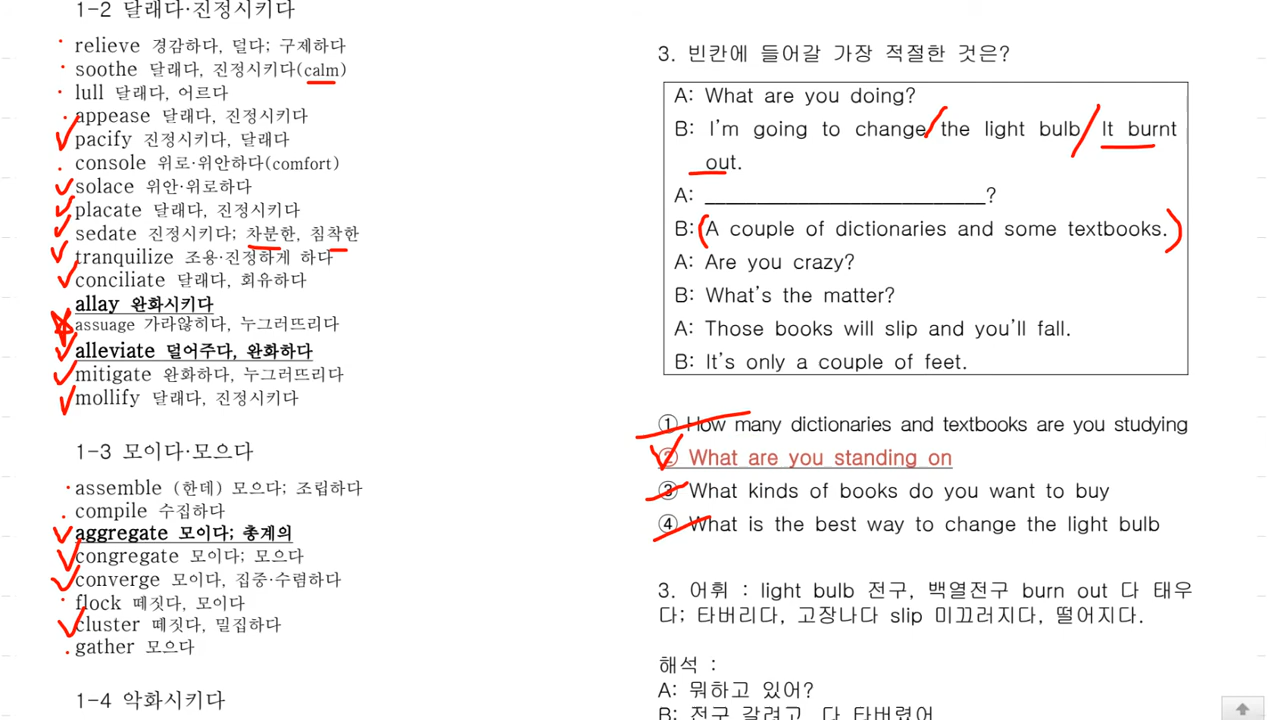 1-2 달래다·진정시키다
relieve 경감하다, 덜다; 구제하다
soothe 달래다, 진정시키다(calm)
lull 달래다, 어르다
appease 달래다, 진정시키다
pacify 진정시키다, 달래다
console 위로·위안하다(comfort)
solace 위안·위로하다
placate 달래다, 진정시키다
sedate 진정시키다; 차분한, 침착한
tranquilize 조용·진정하게 하다
conciliate 달래다, 회유하다
allay 완화시키다
assuage 가라않히다, 누그러뜨리다
alleviate 덜어주다, 완화하다
mitigate 완화하다, 누그러뜨리다
mollify 달래다, 진정시키다
1-3 모이다·모으다
assemble (한데) 모으다; 조립하다
compile 수집하다
aggregate 모이다; 총계의
congregate 모이다; 모으다
converge 모이다, 집중·수렴하다
flock 떼짓다, 모이다
cluster 떼짓다, 밀집하다
gather 모으다
1-4 악화시키다
3. 빈칸에 들어갈 가장 적절한 것은?
A: What are you doing?
B: I'm going to change the light bulb. It burnt
out.
A: ________________________?
B: A couple of dictionaries and some textbooks.
A: Are you crazy?
B: What's the matter?
A: Those books will slip and you'll fall.
B: It's only a couple of feet.
① How many dictionaries and textbooks are you studying
② What are you standing on
③ What kinds of books do you want to buy
④ What is the best way to change the light bulb
3. 어휘 : light bulb 전구, 백열전구 burn out 다 태우
다; 타버리다, 고장나다 slip 미끄러지다, 떨어지다.
해석 :
A: 뭐하고 있어?
B: 전구 갈려고. 다 타버렸어